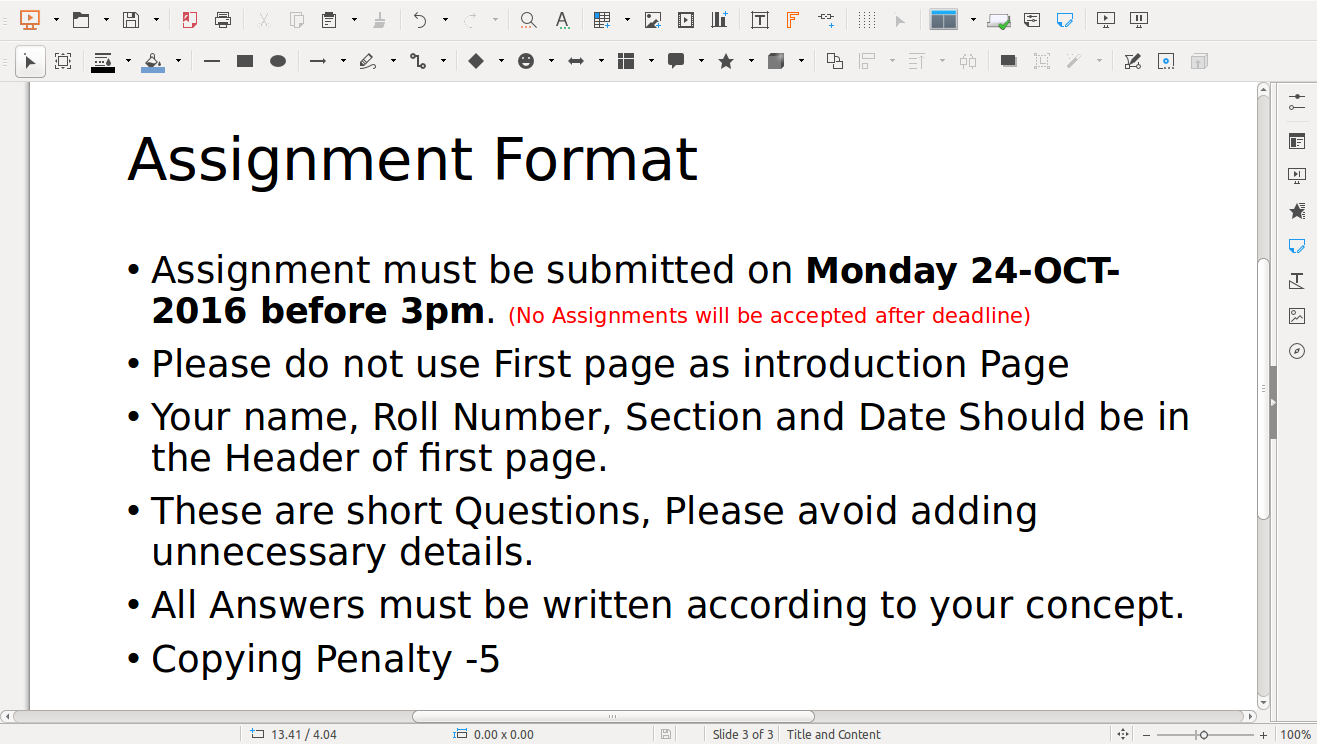 Assignment Format
• Assignment must be submitted on Monday 24-OCT-
2016 before 3pm. (No Assignments will be accepted after deadline)
• Please do not use First page as introduction Page
• Your name, Roll Number, Section and Date Should be in
the Header of first page.
• These are short Questions, Please avoid adding
unnecessary details.
• All Answers must be written according to your concept.
• Copying Penalty -5
13.41 / 4.04 0.00 x 0.00 Slide 3 of 3 Title and Content 100%